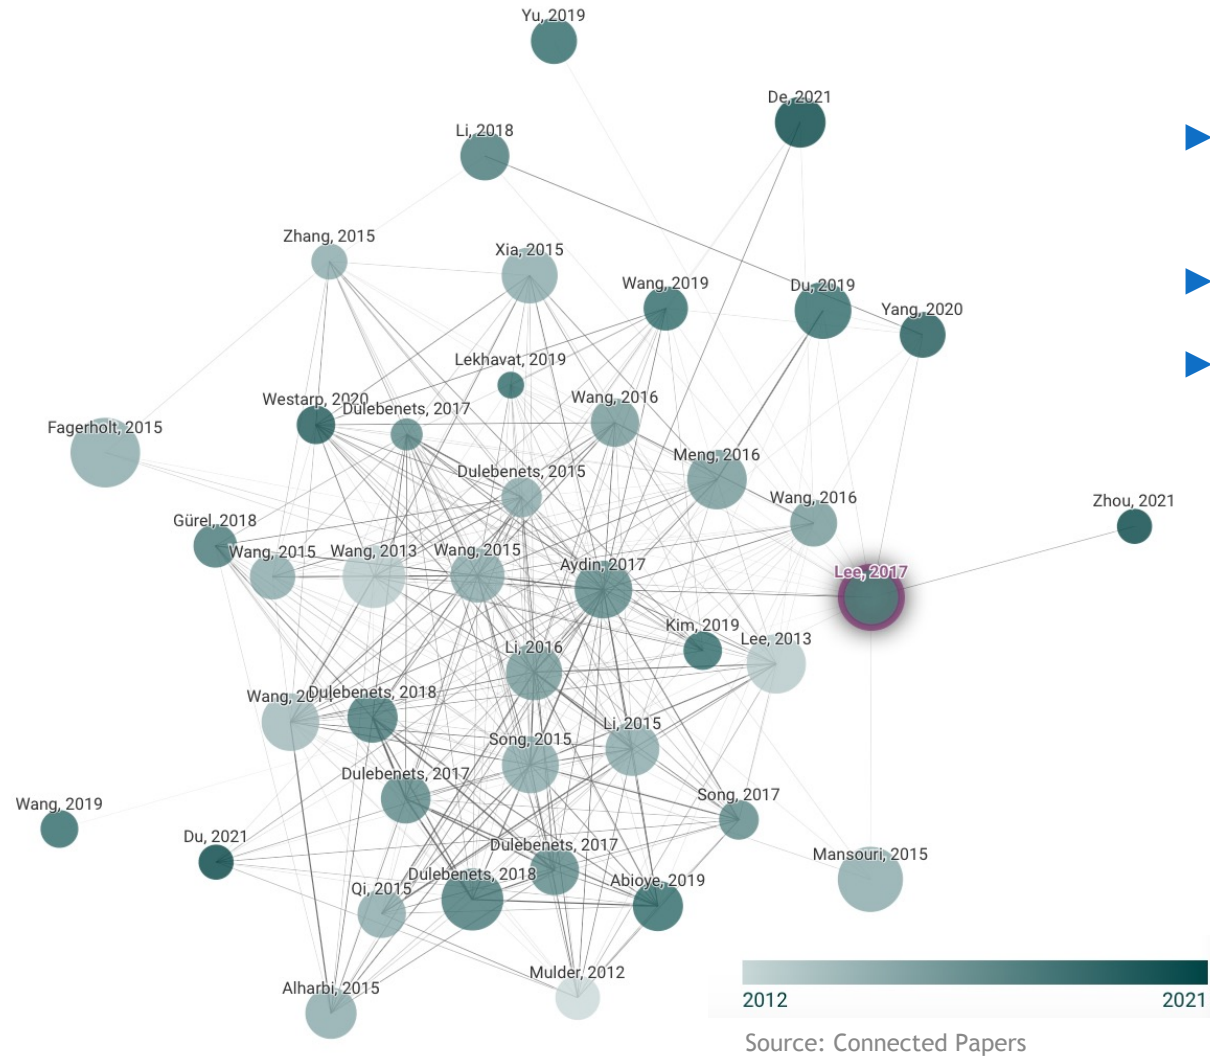 Yu, 2019
De, 2021
Li, 2018
Zhang, 2015
Xia, 2015
Wang, 2019
Du, 2019
Yang, 2020
Lekhavat, 2019
Westarp, 2020
Dulebenets, 2017
Wang, 2016
Fagerholt, 2015
Meng, 2016
Dulebenets, 2015
Wang, 2016
Zhou, 2021
Gürel, 2018
Wang, 2015
Wang, 2013
Wang, 2015
Aydin, 2017
Lee, 2017
Kim, 2019
Lee, 2013
Li, 2016
Wang,
Dulebenets, 2018
Li, 2015
Song, 2015
Dulebenets, 2017
Song, 2017
Wang, 2019
Du, 2021
Dulebenets, 2017
Mansouri, 2015
Dulebenets, 2018
Abioye, 2019
Qi, 2015
Mulder, 2012
Alharbi, 2015
2012
2021
Source: Connected Papers